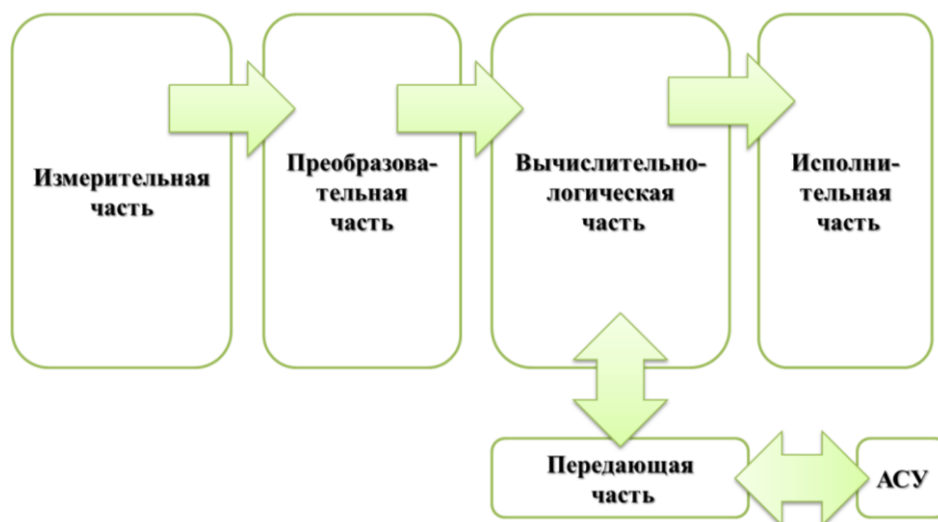 Измерительная
часть
Преобразова-
тельная
часть
Вычислительно-
логическая
часть
Исполни-
тельная
часть
Передающая
часть
АСУ